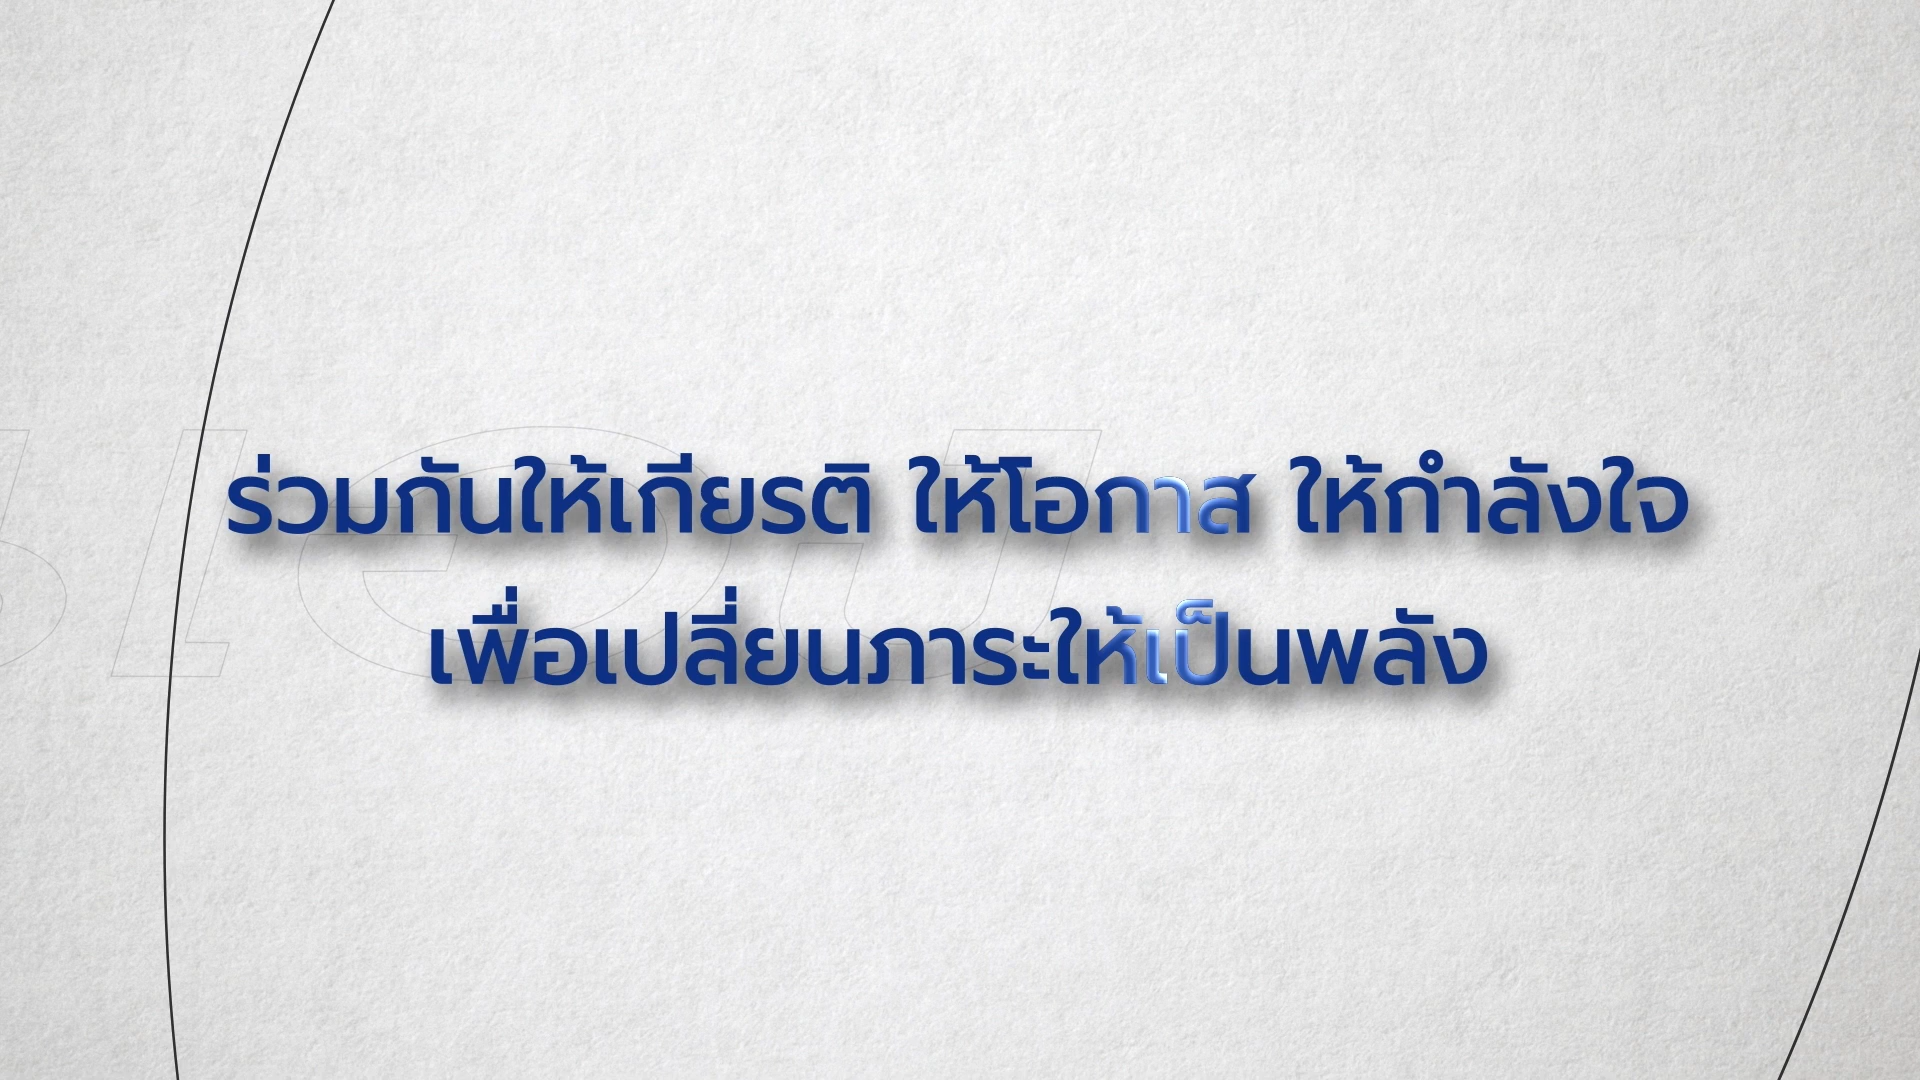 ร่วมกันให้เกียรติ ให้โอกาส ให้กำลังใจ
เพื่อเปลี่ยนภาระให้เป็นพลัง